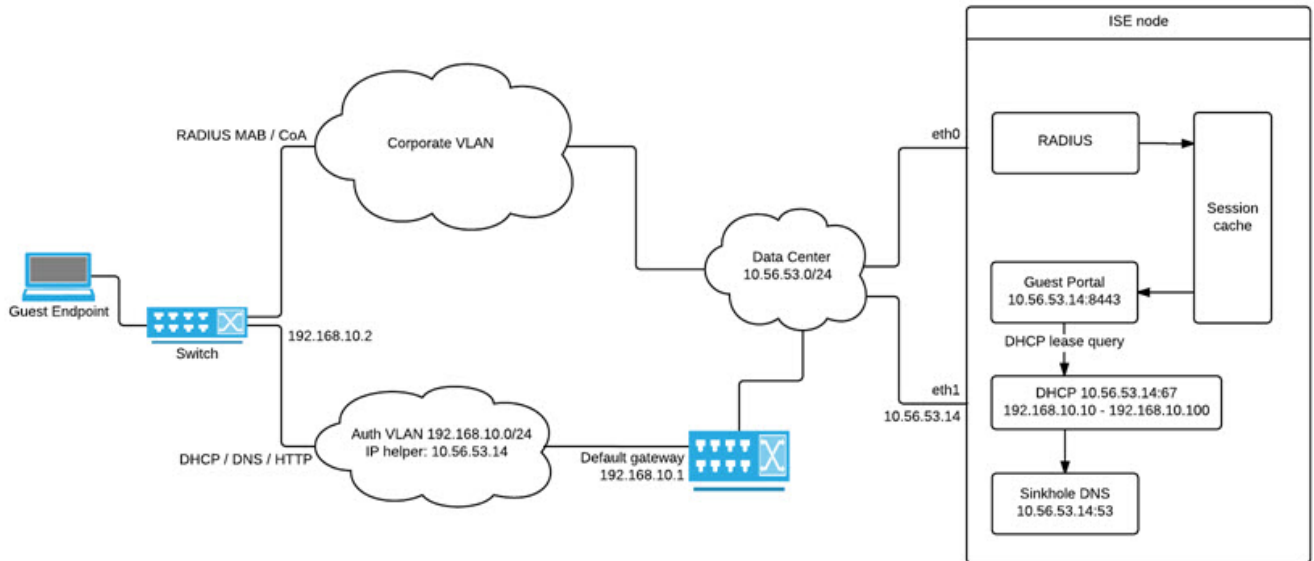 ISE node
RADIUS MAB / CoA
Corporate VLAN
eth0
RADIUS
Session
cache
Data Center
10.56.53.0/24
Guest Portal
10.56.53.14:8443
Guest Endpoint
Switch
192.168.10.2
DHCP lease query
eth1
10.56.53.14
DHCP 10.56.53.14:67
192.168.10.10 - 192.168.10.100
Auth VLAN 192.168.10.0/24
IP helper: 10.56.53.14
DHCP / DNS / HTTP
Default gateway
192.168.10.1
Sinkhole DNS
10.56.53.14:53